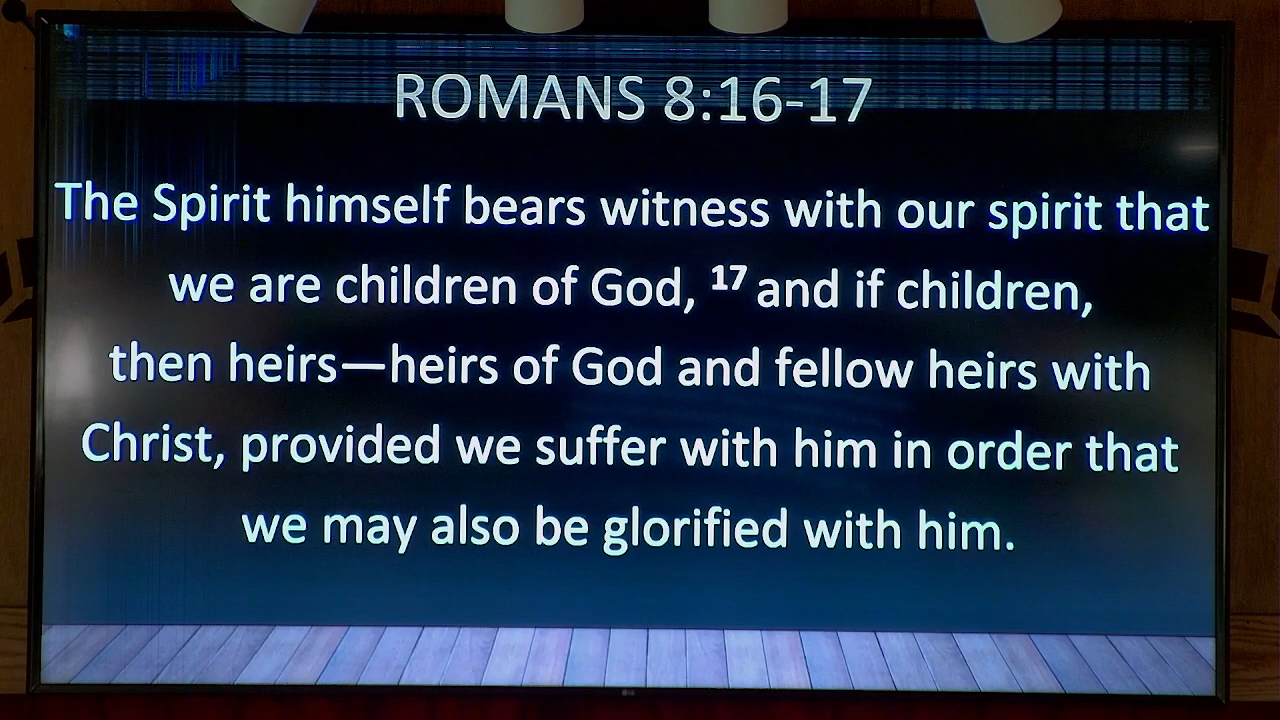 ROMANS 8:16-17
The Spirit himself bears witness with our spirit that
we are children of God, 17 and if children,
then heirs—heirs of God and fellow heirs with
Christ, provided we suffer with him in order that
we may also be glorified with him.
LG